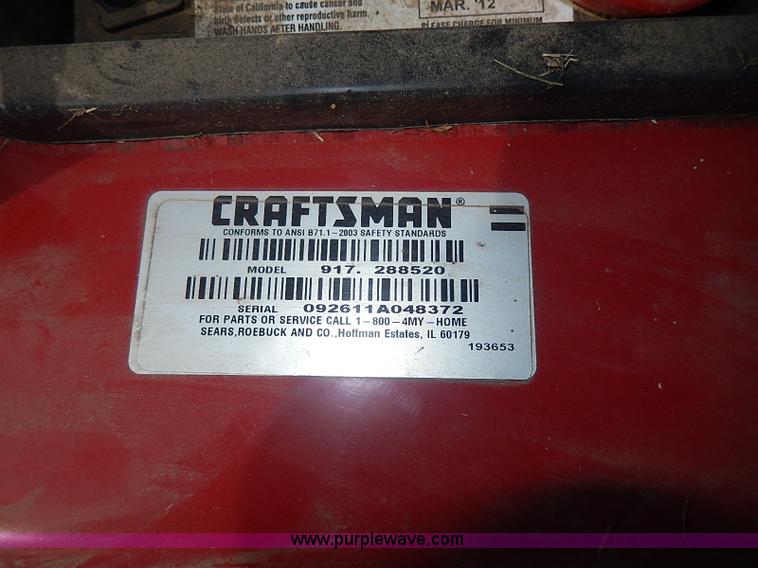 State of California to cause cancer and
birth defects or other reproductive harm.
WASH HANDS AFTER HANDLING.
MAR. '12
PLEASE CHARGE FOR MINIMUM
CRAFTSMAN®
CONFORMS TO ANSI B71.1-2003 SAFETY STANDARDS
MODEL 917. 288520
SERIAL 092611A048372
FOR PARTS OR SERVICE CALL 1-800-4MY-HOME
SEARS,ROEBUCK AND CO.,Hoffman Estates, IL 60179
193653
www.purplewave.com